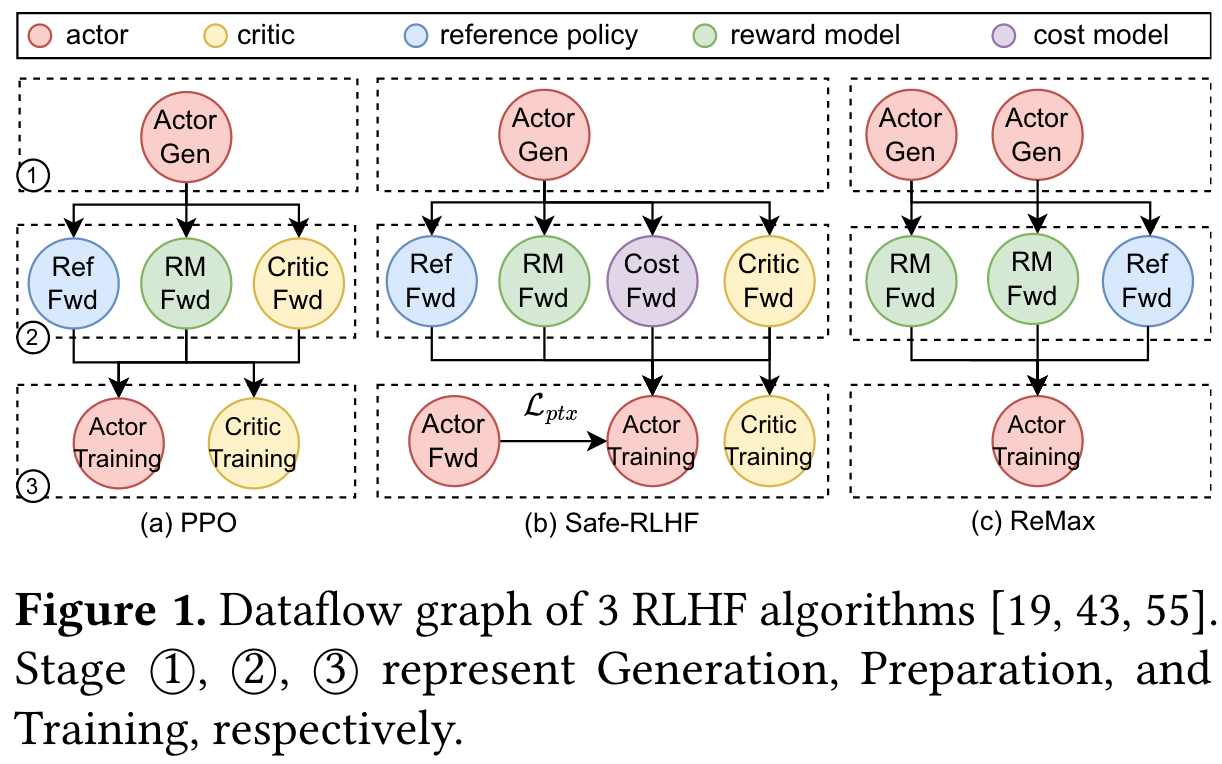 actor critic reference policy reward model cost model
Actor
Gen
Actor
Gen
Actor
Gen
Actor
Gen
①
Ref
Fwd
RM
Fwd
Critic
Fwd
Ref
Fwd
RM
Fwd
Cost
Fwd
Critic
Fwd
RM
Fwd
RM
Fwd
Ref
Fwd
②
Actor
Training
Critic
Training
Actor
Fwd
ℒptx
Actor
Training
Critic
Training
Actor
Training
③
(a) PPO
(b) Safe-RLHF
(c) ReMax
Figure 1. Dataflow graph of 3 RLHF algorithms [19, 43, 55].
Stage ①, ②, ③ represent Generation, Preparation, and
Training, respectively.